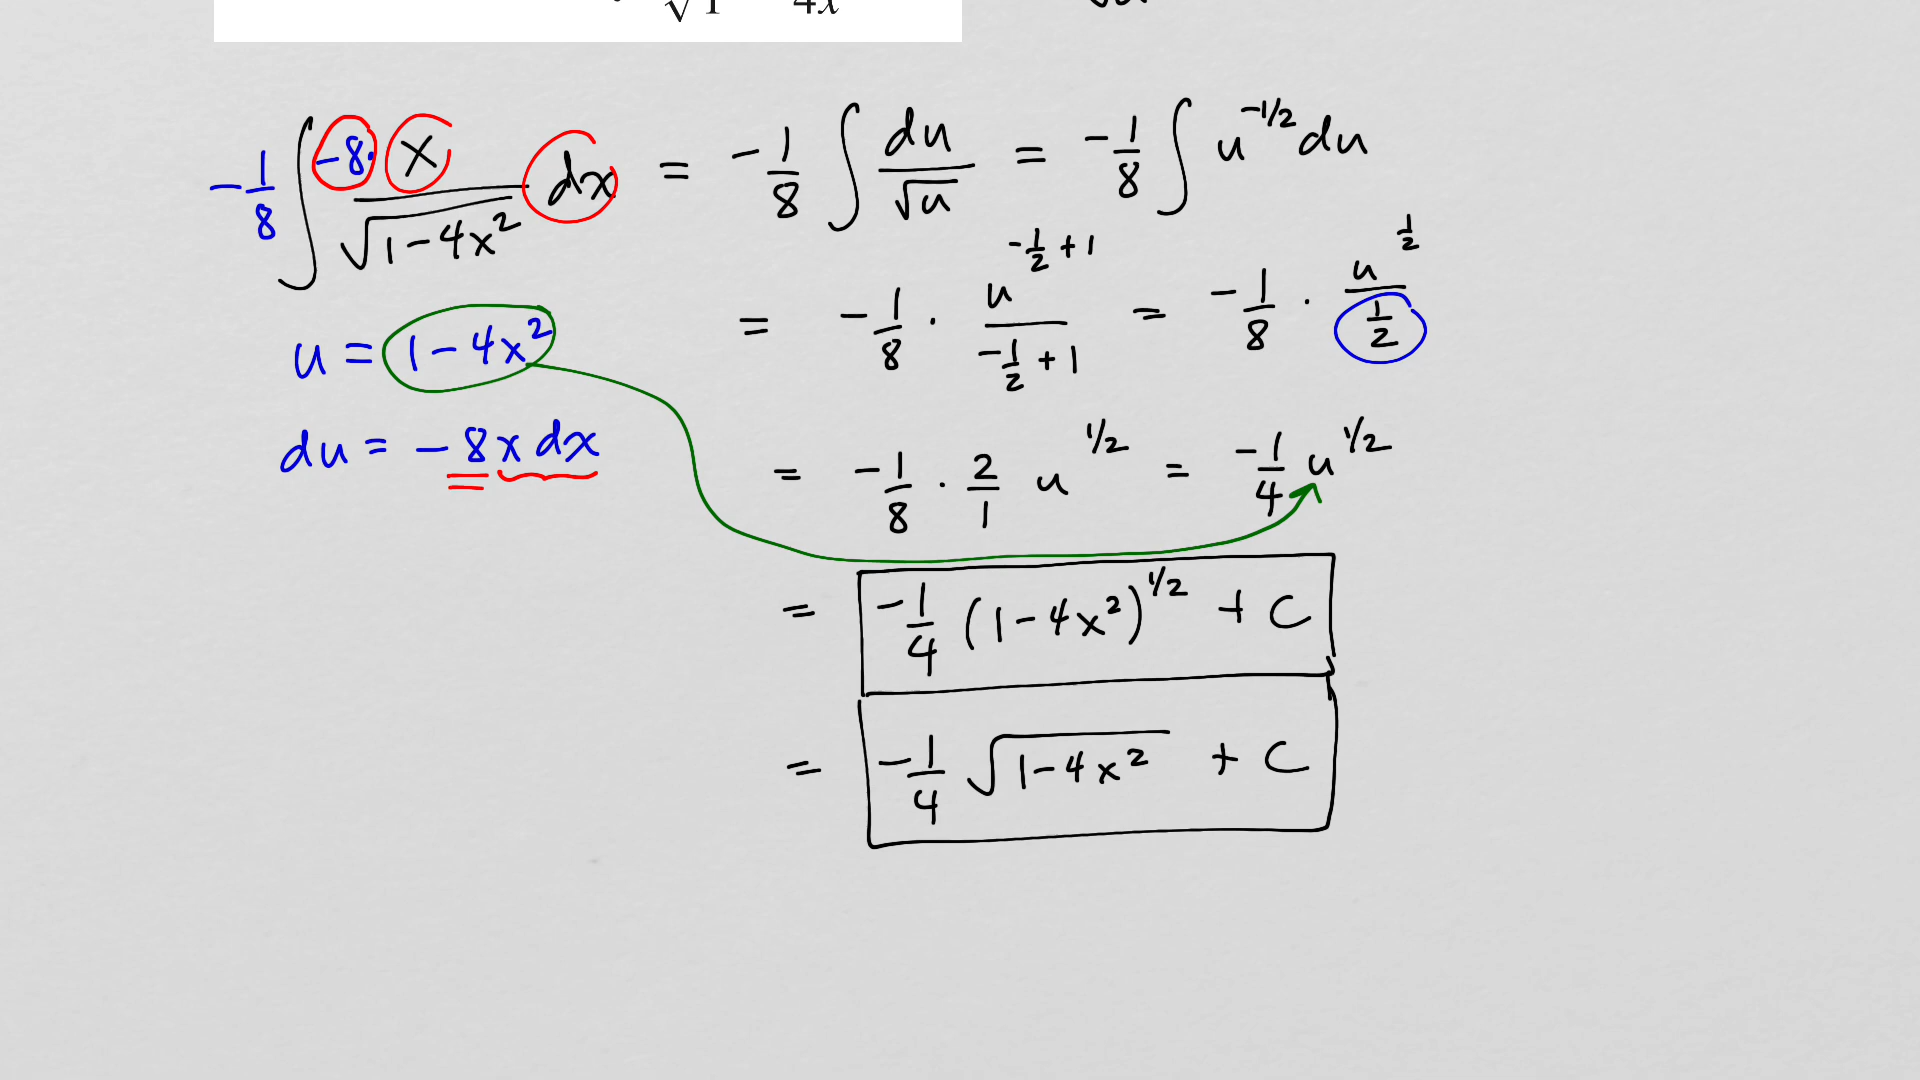 -1/8 ∫ -8·x/√(1-4x²) dx = -1/8 ∫ du/√u = -1/8 ∫ u^(-1/2) du
= -1/8 · u^(-1/2+1)/(-1/2+1) = -1/8 · u^(1/2)/(1/2)
u = 1-4x²
du = -8x dx
= -1/8 · 2/1 u^(1/2) = -1/4 u^(1/2)
= -1/4 (1-4x²)^(1/2) + C
= -1/4 √(1-4x²) + C